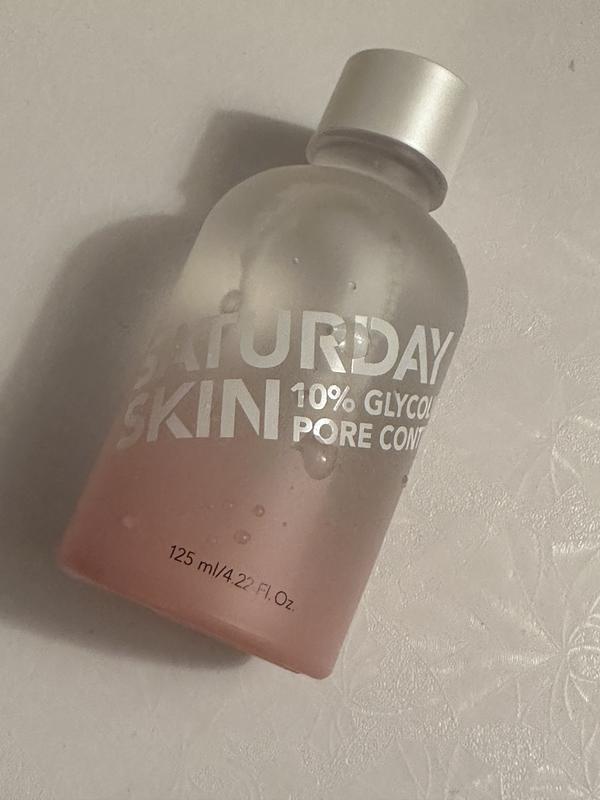 SATURDAY
SKIN 10% GLYCOL
PORE CONT
125 ml/4.22 Fl. Oz.